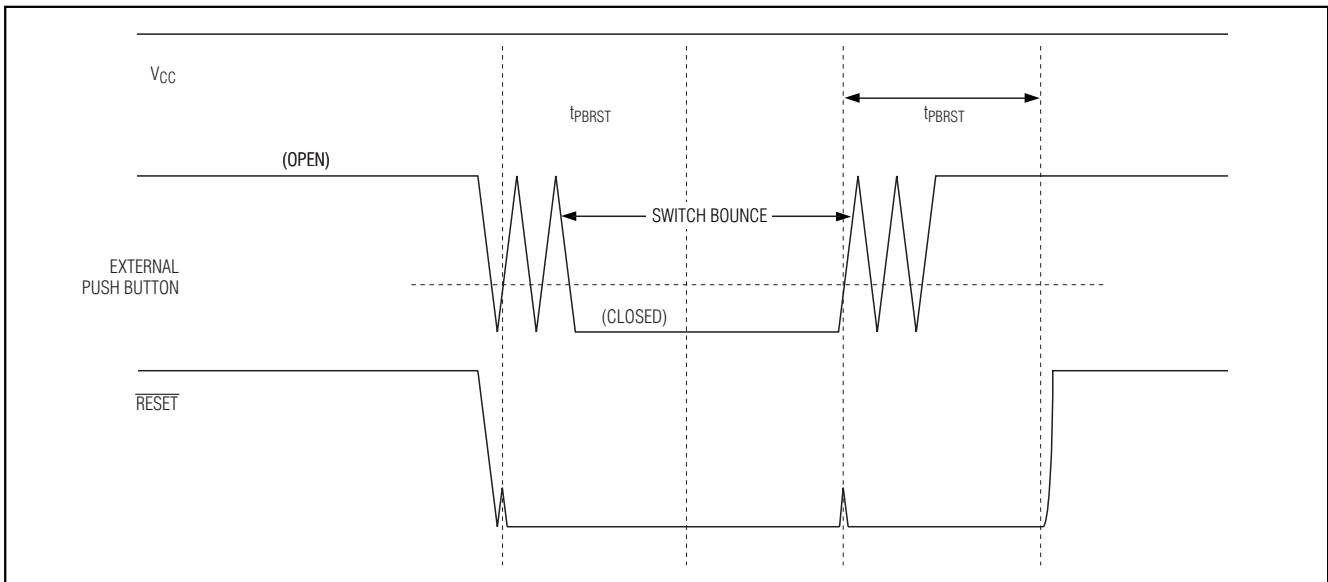 VCC
tPBRST
tPBRST
(OPEN)
SWITCH BOUNCE
EXTERNAL
PUSH BUTTON
(CLOSED)
RESET